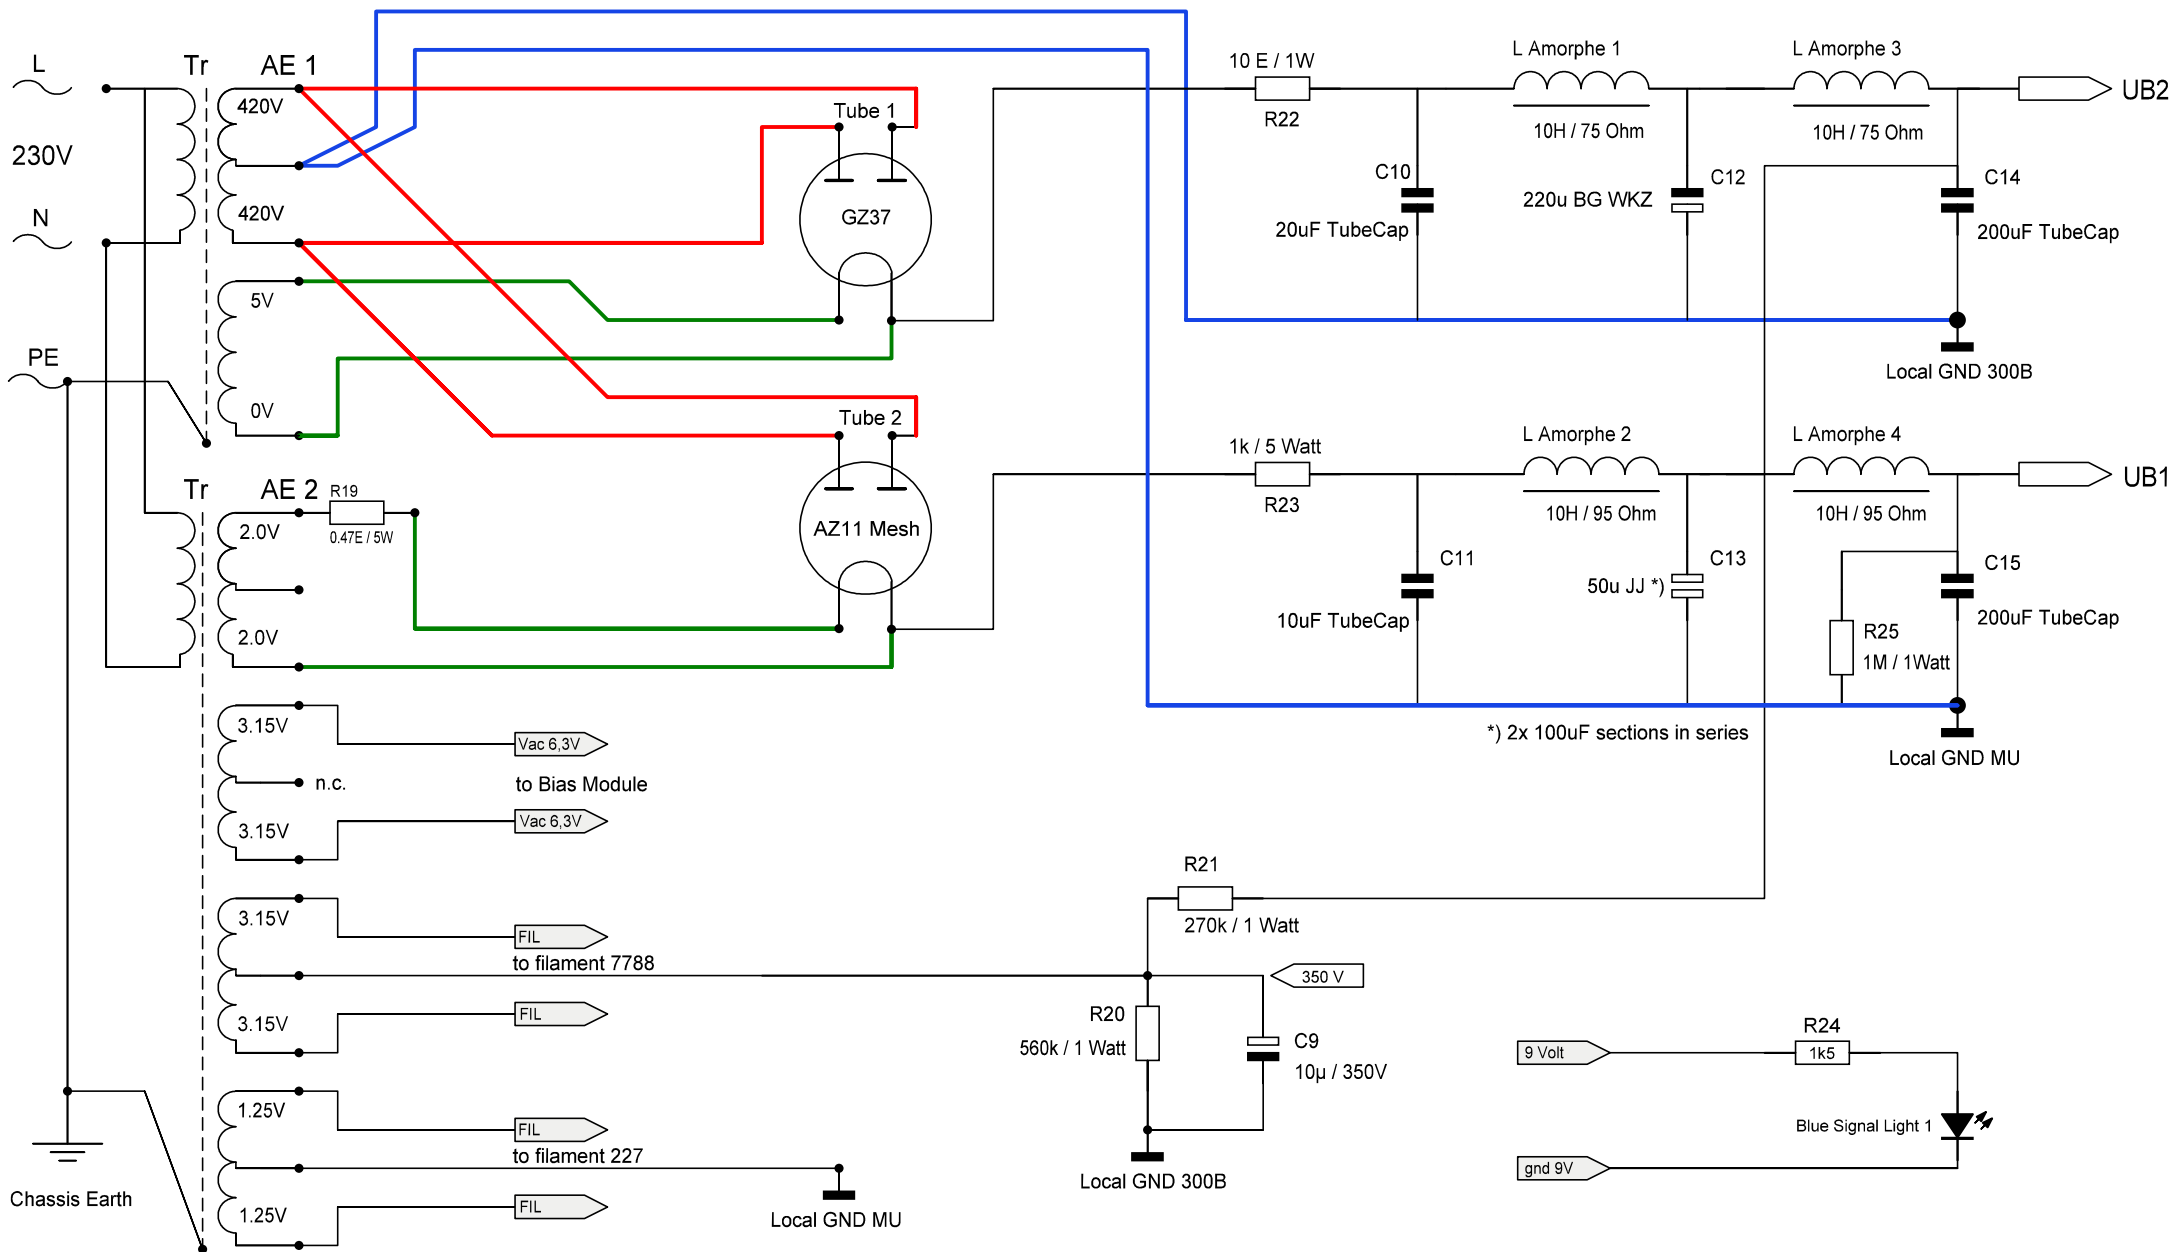 L
230V
N
PE
Chassis Earth
Tr
AE 1
420V
420V
5V
0V
Tr
AE 2
2.0V
2.0V
R19
0.47E / 5W
3.15V
n.c.
3.15V
Vac 6,3V
to Bias Module
Vac 6,3V
3.15V
3.15V
FIL
to filament 7788
FIL
1.25V
1.25V
FIL
to filament 227
FIL
Local GND MU
Tube 1
GZ37
Tube 2
AZ11 Mesh
10 E / 1W
R22
L Amorphe 1
10H / 75 Ohm
L Amorphe 3
10H / 75 Ohm
UB2
C10
20uF TubeCap
C12
220u BG WKZ
C14
200uF TubeCap
Local GND 300B
1k / 5 Watt
R23
L Amorphe 2
10H / 95 Ohm
L Amorphe 4
10H / 95 Ohm
UB1
C11
10uF TubeCap
C13
50u JJ *)
C15
200uF TubeCap
R25
1M / 1Watt
*) 2x 100uF sections in series
Local GND MU
R21
270k / 1 Watt
350 V
R20
560k / 1 Watt
C9
10µ / 350V
Local GND 300B
9 Volt
R24
1k5
Blue Signal Light 1
gnd 9V